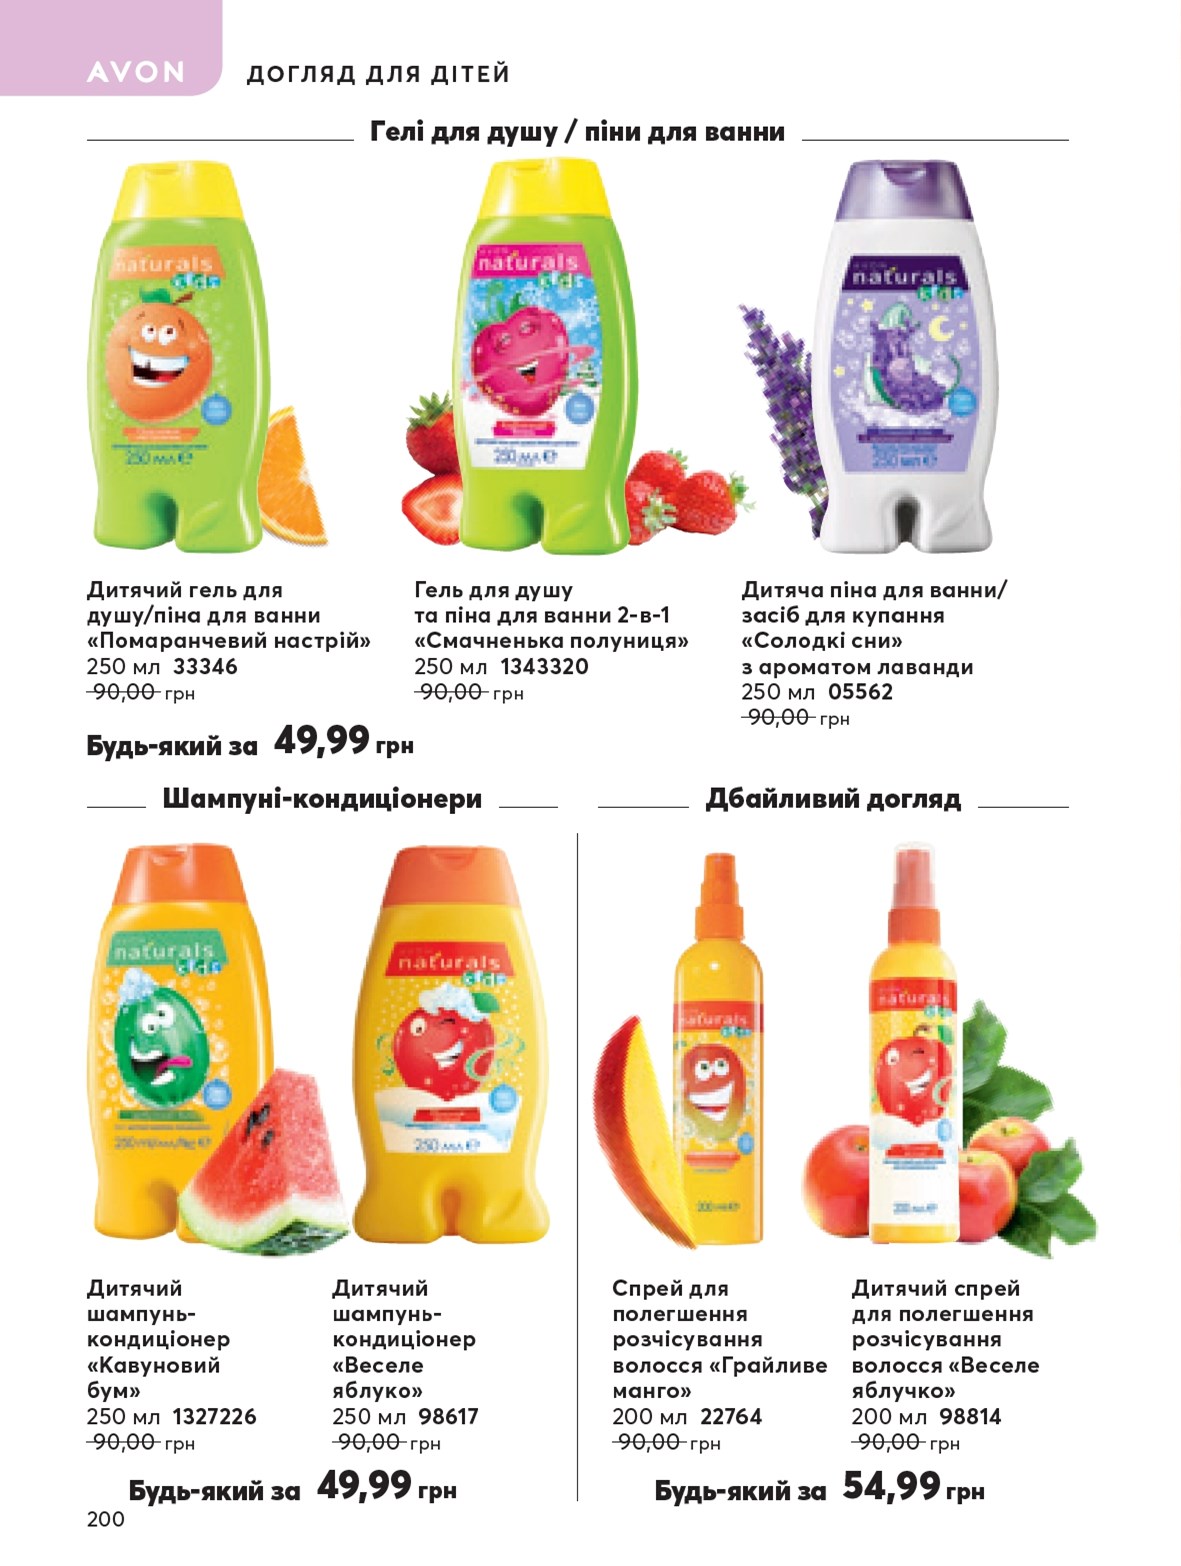 AVON
ДОГЛЯД ДЛЯ ДІТЕЙ
Гелі для душу / піни для ванни
naturals
kids
250 мл
naturals
kids
250 мл
naturals
kids
250 мл
Дитячий гель для
душу/піна для ванни
«Помаранчевий настрій»
250 мл 33346
90,00 грн
Гель для душу
та піна для ванни 2-в-1
«Смачненька полуниця»
250 мл 1343320
90,00 грн
Дитяча піна для ванни/
засіб для купання
«Солодкі сни»
з ароматом лаванди
250 мл 05562
90,00 грн
Будь-який за 49,99 грн
Шампуні-кондиціонери
naturals
kids
naturals
kids
250 мл
Дитячий
шампунь-
кондиціонер
«Кавуновий
бум»
250 мл 1327226
90,00 грн
Дитячий
шампунь-
кондиціонер
«Веселе
яблуко»
250 мл 98617
90,00 грн
Будь-який за 49,99 грн
Дбайливий догляд
naturals
kids
200 мл
naturals
kids
200 мл
Спрей для
полегшення
розчісування
волосся «Грайливе
манго»
200 мл 22764
90,00 грн
Дитячий спрей
для полегшення
розчісування
волосся «Веселе
яблучко»
200 мл 98814
90,00 грн
Будь-який за 54,99 грн
200